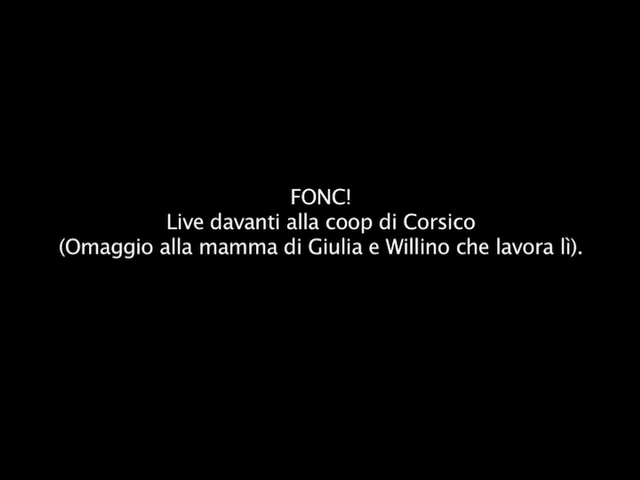 FONC!
Live davanti alla coop di Corsico
(Omaggio alla mamma di Giulia e Willino che lavora lì).